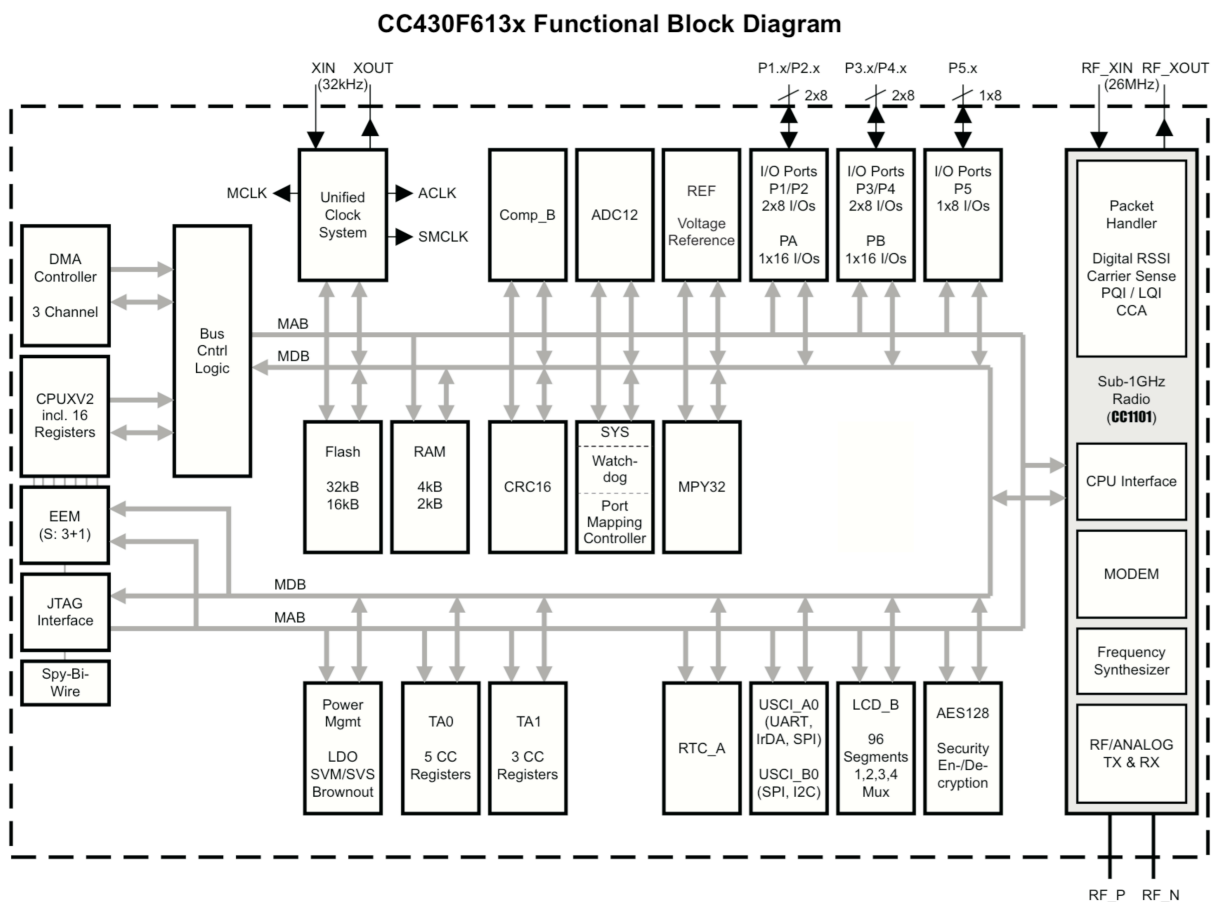 CC430F613x Functional Block Diagram
XIN XOUT
(32kHz)
P1.x/P2.x
2x8
P3.x/P4.x
2x8
P5.x
1x8
RF_XIN RF_XOUT
(26MHz)
MCLK
Unified
Clock
System
ACLK
SMCLK
Comp_B
ADC12
REF
Voltage
Reference
I/O Ports
P1/P2
2x8 I/Os
PA
1x16 I/Os
I/O Ports
P3/P4
2x8 I/Os
PB
1x16 I/Os
I/O Ports
P5
1x8 I/Os
Packet
Handler
Digital RSSI
Carrier Sense
PQI / LQI
CCA
Sub-1GHz
Radio
(CC1101)
CPU Interface
MODEM
Frequency
Synthesizer
RF/ANALOG
TX & RX
DMA
Controller
3 Channel
Bus
Cntrl
Logic
MAB
MDB
CPUXV2
incl. 16
Registers
EEM
(S: 3+1)
JTAG
Interface
Spy-Bi-
Wire
Flash
32kB
16kB
RAM
4kB
2kB
CRC16
SYS
Watch-
dog
Port
Mapping
Controller
MPY32
MDB
MAB
Power
Mgmt
LDO
SVM/SVS
Brownout
TA0
5 CC
Registers
TA1
3 CC
Registers
RTC_A
USCI_A0
(UART,
IrDA, SPI)
USCI_B0
(SPI, I2C)
LCD_B
96
Segments
1,2,3,4
Mux
AES128
Security
En-/De-
cryption
RF_P RF_N